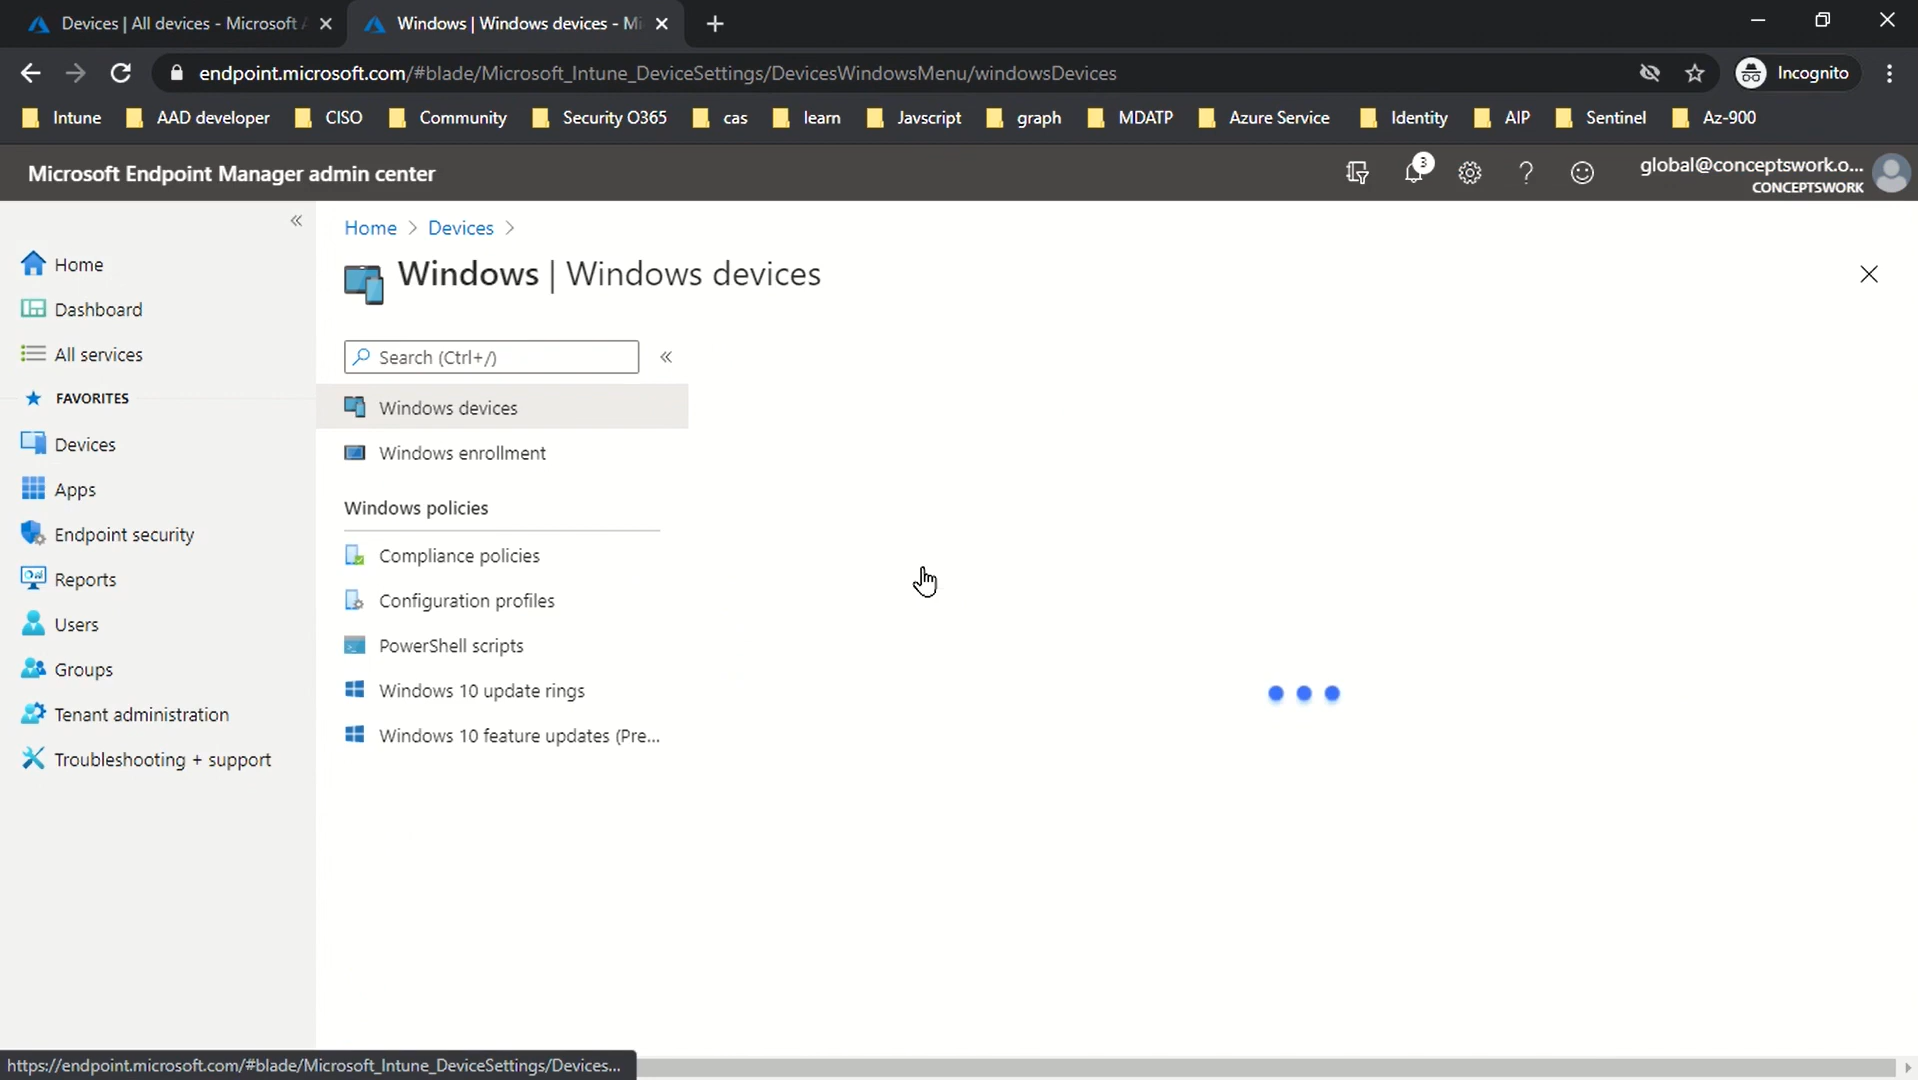 Devices | All devices - Microsoft A
Windows | Windows devices - Mi
endpoint.microsoft.com/#blade/Microsoft_Intune_DeviceSettings/DevicesWindowsMenu/windowsDevices
Incognito
Intune
AAD developer
CISO
Community
Security O365
cas
learn
Javscript
graph
MDATP
Azure Service
Identity
AIP
Sentinel
Az-900
Microsoft Endpoint Manager admin center
3
global@conceptswork.o...
CONCEPTSWORK
«
Home
Dashboard
All services
FAVORITES
Devices
Apps
Endpoint security
Reports
Users
Groups
Tenant administration
Troubleshooting + support
Home > Devices >
Windows | Windows devices
Search (Ctrl+/)
«
Windows devices
Windows enrollment
Windows policies
Compliance policies
Configuration profiles
PowerShell scripts
Windows 10 update rings
Windows 10 feature updates (Pre...
https://endpoint.microsoft.com/#blade/Microsoft_Intune_DeviceSettings/Devices...